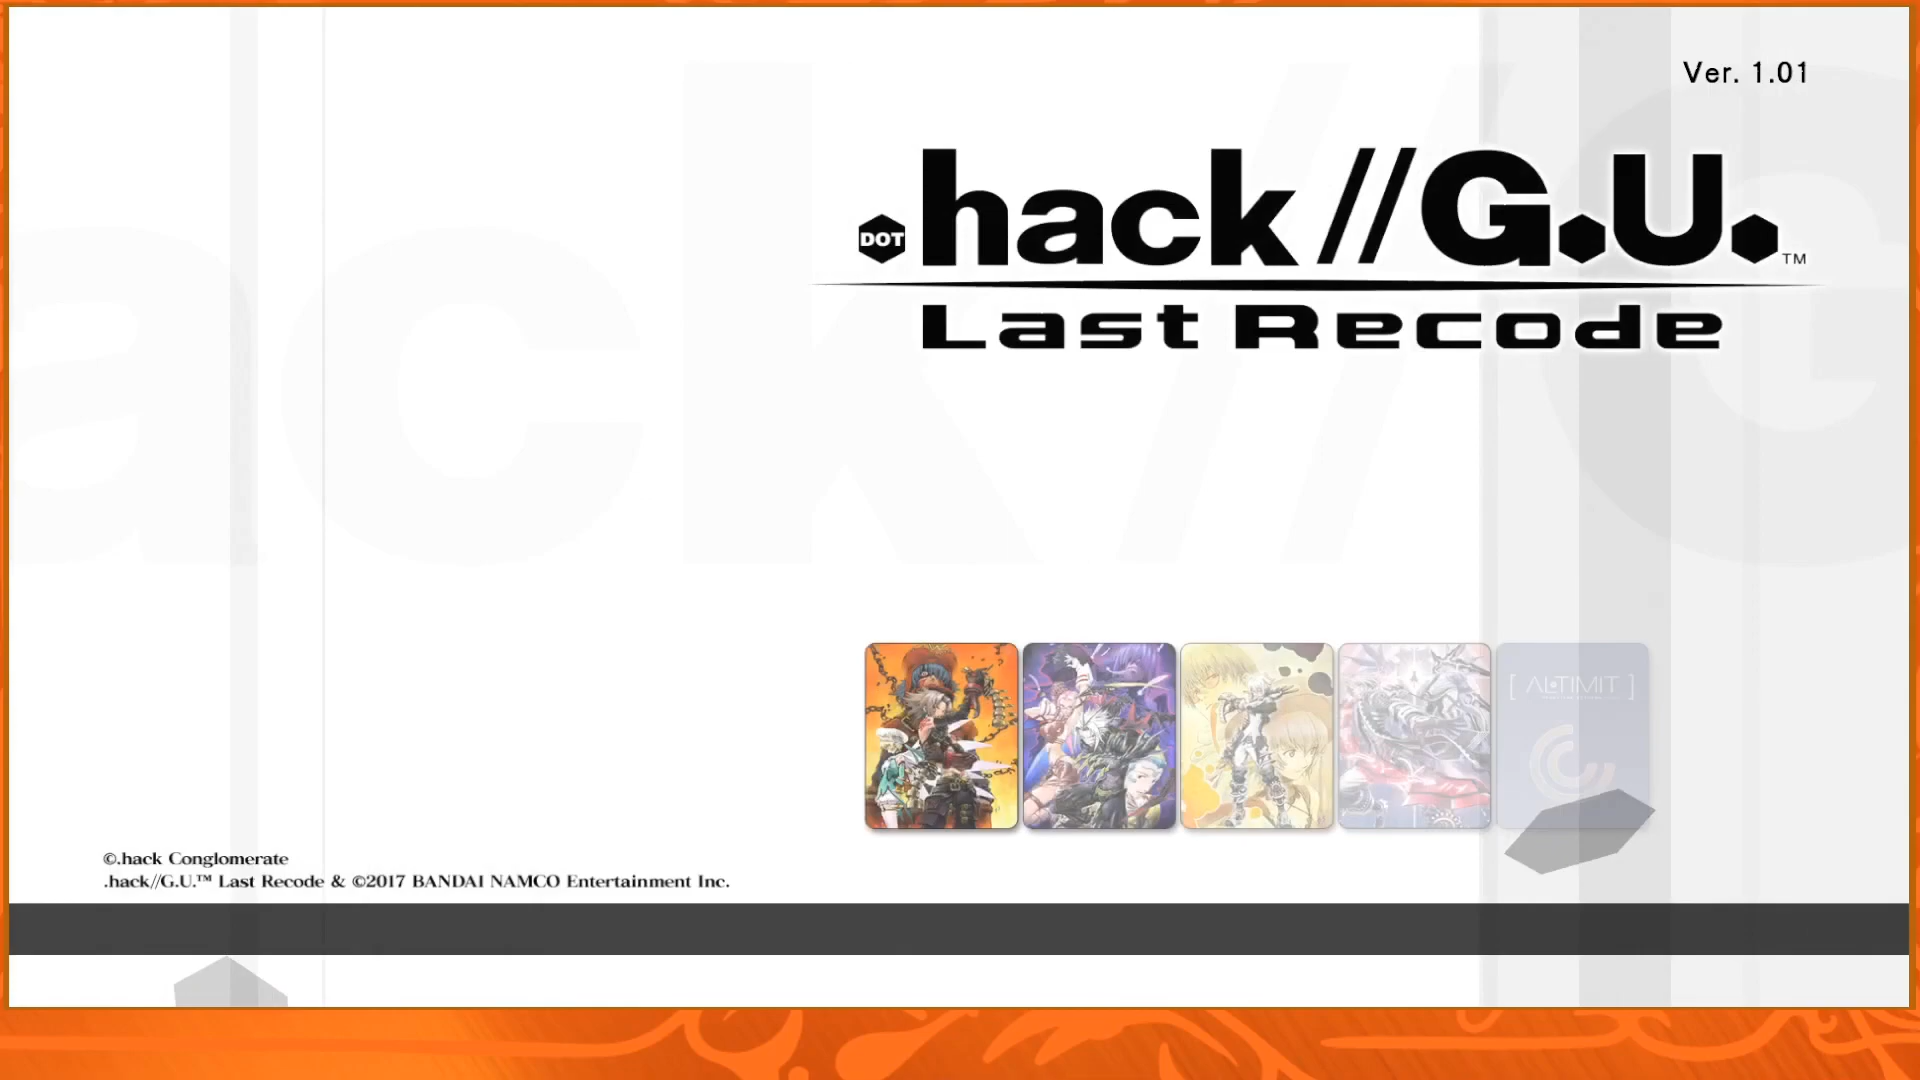 Ver. 1.01
DOT .hack//G.U.™
Last Recode
[ ALTIMIT ]
©.hack Conglomerate
.hack//G.U.™ Last Recode & ©2017 BANDAI NAMCO Entertainment Inc.